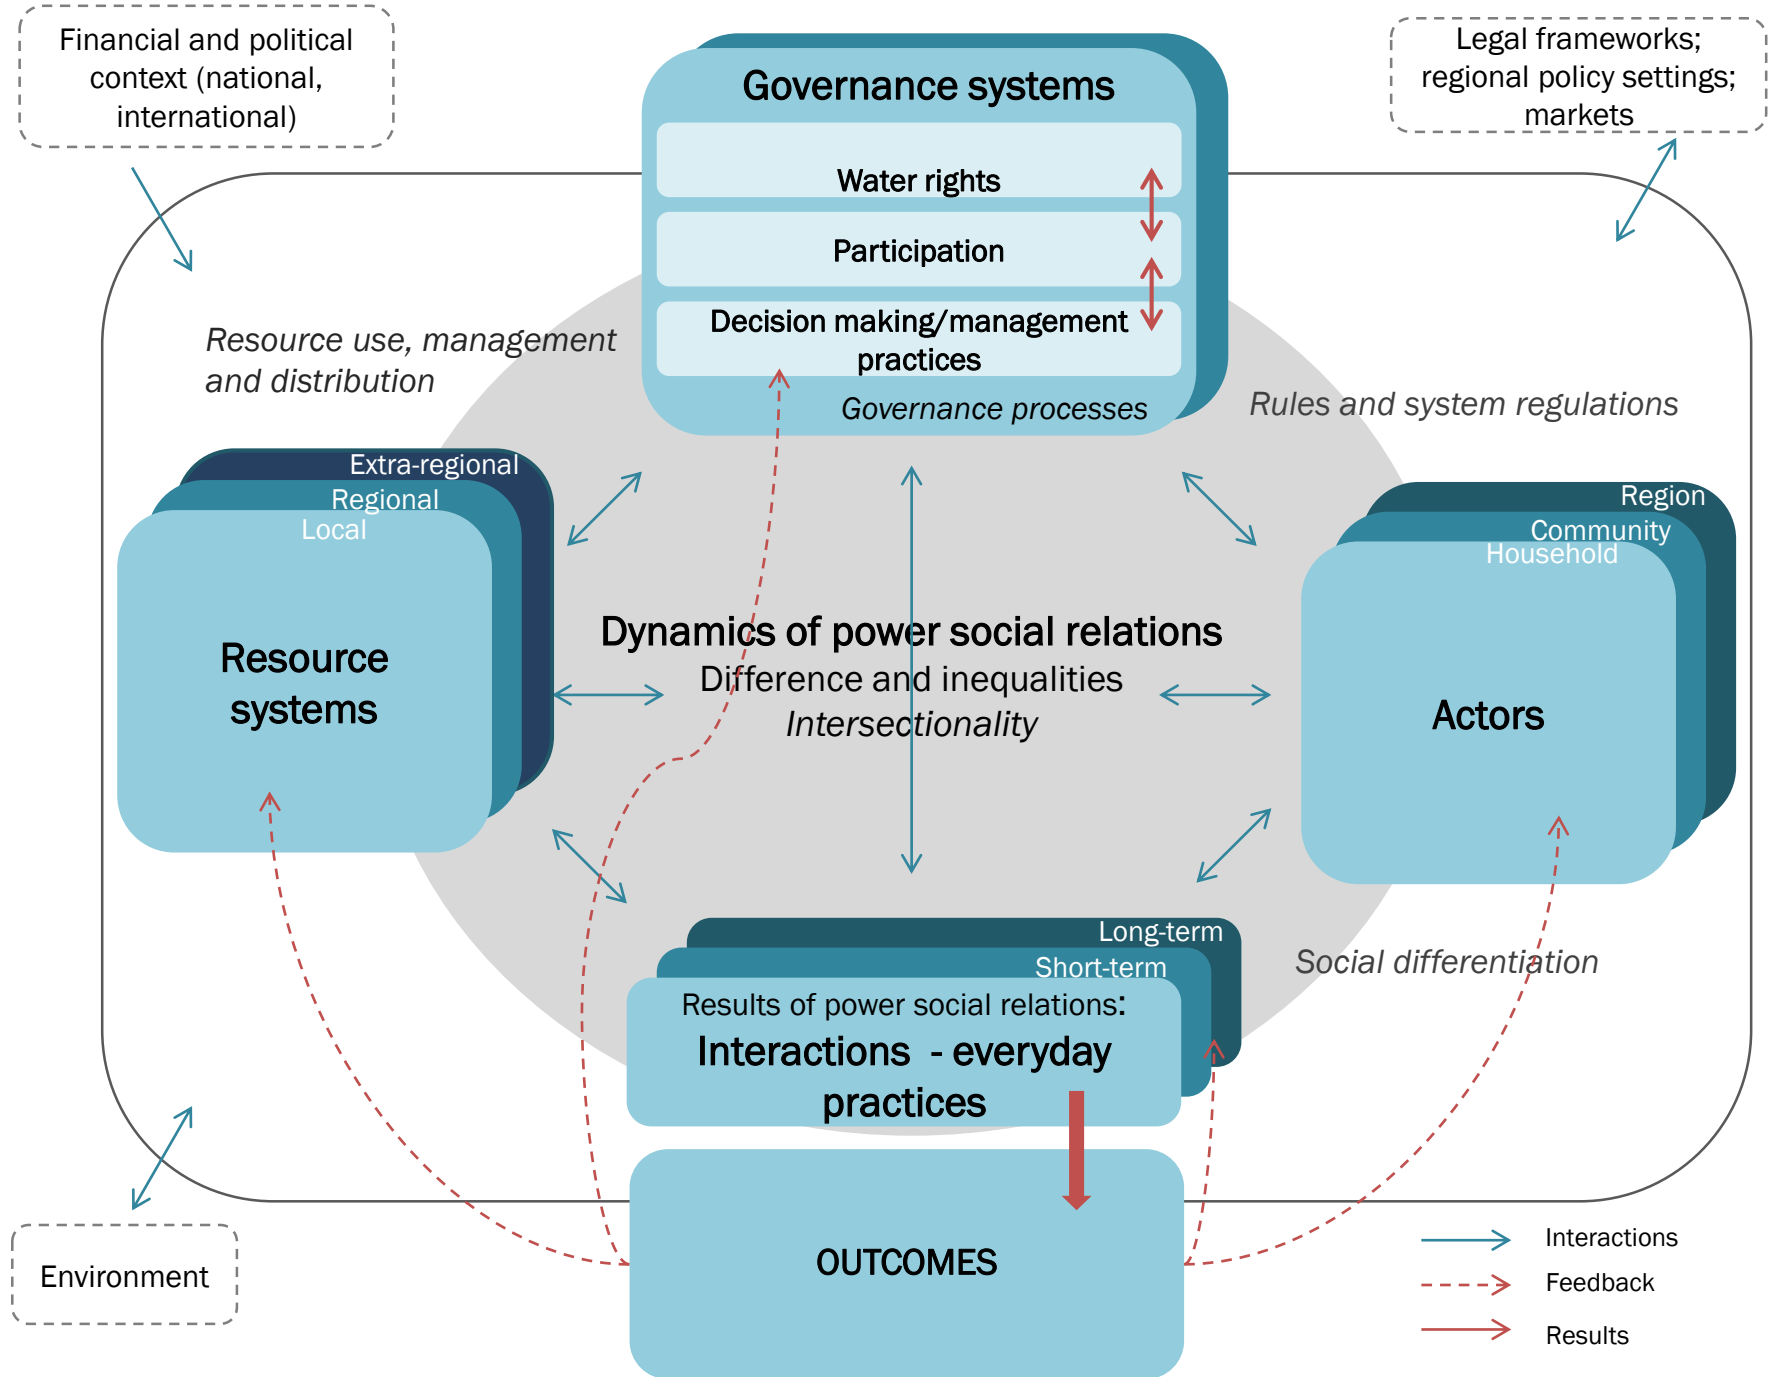 Financial and political
context (national,
international)
Legal frameworks;
regional policy settings;
markets
Governance systems
Water rights
Participation
Decision making/management
practices
Governance processes
Resource use, management
and distribution
Rules and system regulations
Extra-regional
Regional
Local
Resource
systems
Region
Community
Household
Actors
Dynamics of power social relations
Difference and inequalities
Intersectionality
Long-term
Short-term
Results of power social relations:
Interactions - everyday
practices
Social differentiation
OUTCOMES
Environment
Interactions
Feedback
Results